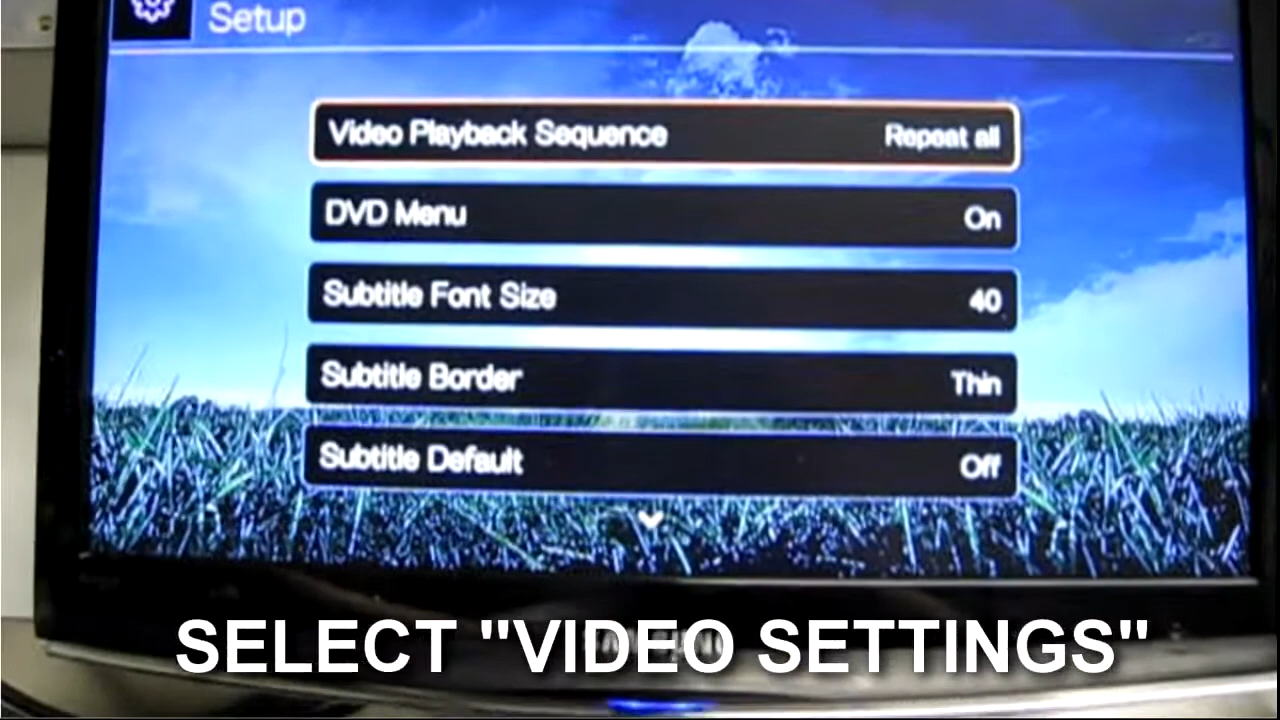 Setup
Video Playback Sequence Repeat all
DVD Menu On
Subtitle Font Size 40
Subtitle Border Thin
Subtitle Default Off
SELECT "VIDEO SETTINGS"